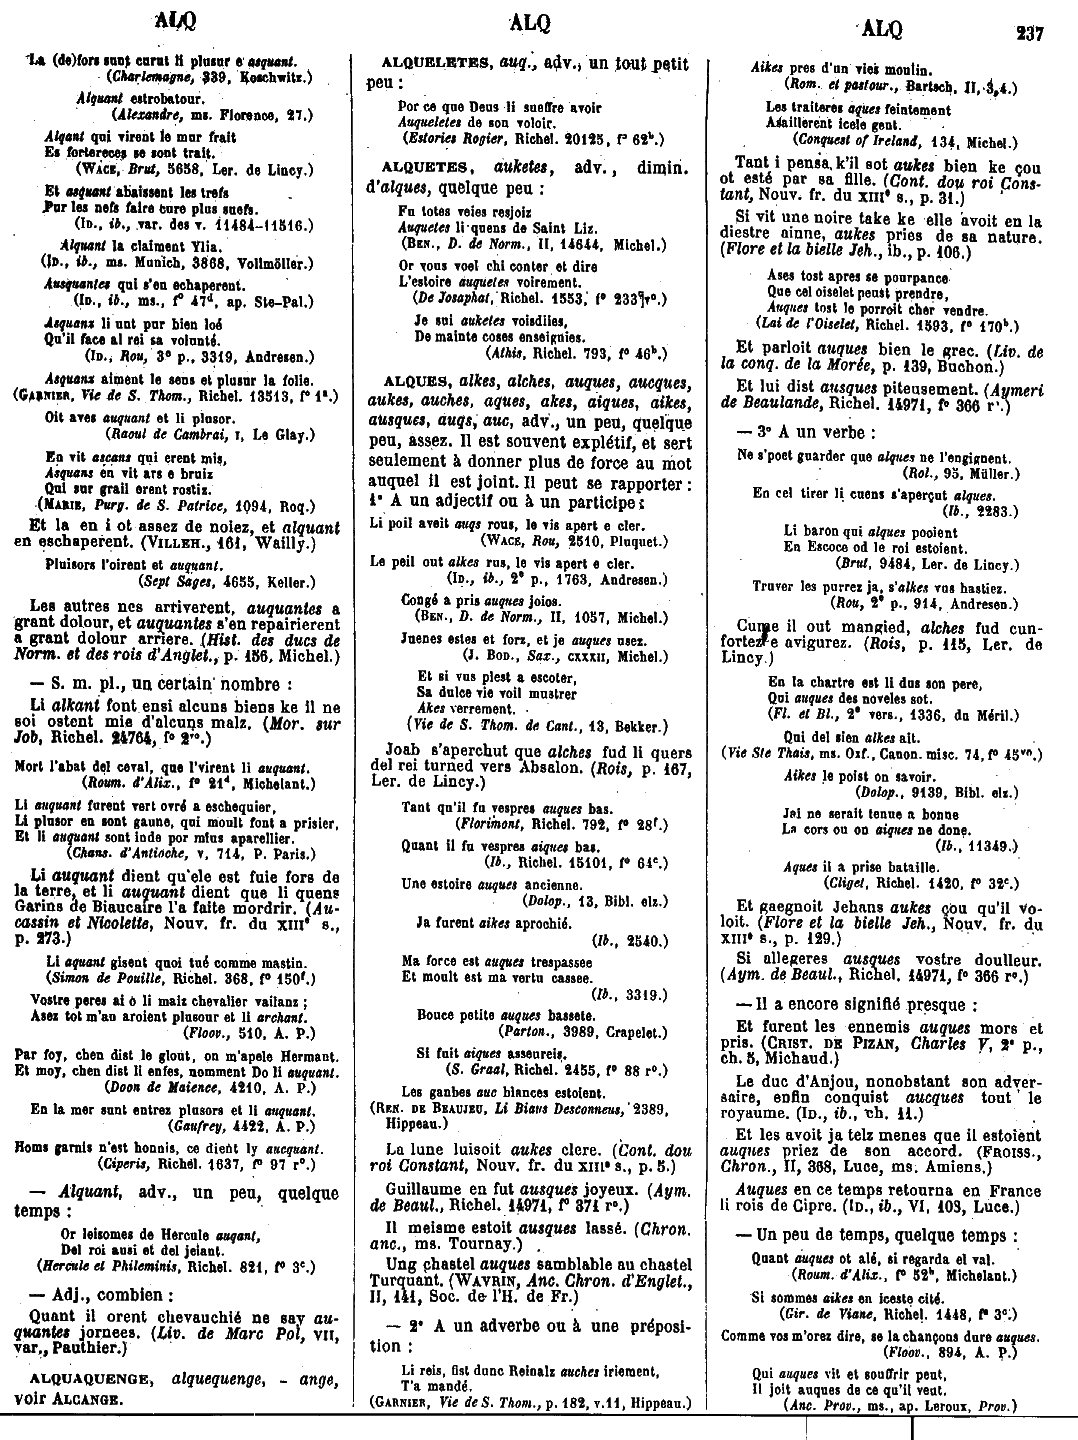 ALQ
ALQ
ALQ
237
La (de)fors sunt curut li plusur e asquant.
(Charlemagne, 339, Koschwitz.)
Alquant estrobatour.
(Alexandre, ms. Florence, 27.)
Alqant qui virent le mur frait
Es fortereces se sont trait.
(WACE, Brut, 5658, Ler. de Lincy.)
Et asquant abaissent les trefs
Pur les nefs faire cure plus suefs.
(ID., ib., var. des v. 11484-11516.)
Alquant la claiment Ylia.
(ID., ib., ms. Munich, 3868, Vollmöller.)
Ausquantes qui s'en echaperent.
(ID., ib., ms., fº 47ᵈ, ap. Ste-Pal.)
Asquanz li unt pur bien loé
Qu'il face al rei sa volunté.
(ID., Rou, 3ᵉ p., 3319, Andresen.)
Asquanz aiment le sens et plusur la folie.
(GARNIER, Vie de S. Thom., Richel. 13513, fº 1ᵃ.)
Oit aves auquant et li plusor.
(Raoul de Cambrai, I, Le Glay.)
En vit ascans qui erent mis,
Asquans en vit ars e bruiz
Qui sur grail erent rostiz.
(MARIE, Purg. de S. Patrice, 1094, Roq.)
Et la en i ot assez de noiez, et alquant
en eschaperent. (VILLEH., 161, Wailly.)
Pluisors l'oirent et auquant.
(Sept Sages, 4655, Keller.)
Les autres nes arriverent, auquantes a
grant dolour, et auquantes s'en repairierent
a grant dolour arriere. (Hist. des ducs de
Norm. et des rois d'Anglet., p. 156, Michel.)
— S. m. pl., un certain nombre :
Li alkant font ensi alcuns biens ke il ne
soi ostent mie d'alcuns malz. (Mor. sur
Job, Richel. 24764, fº 2ʳᵒ.)
Mort l'abat del ceval, que l'virent li auquant.
(Roum. d'Alix., fº 21ᵈ, Michelant.)
Li auquant furent vert ovré a eschequier,
Li plusor en sont gaune, qui moult font a prisier,
Et li auquant sont inde por mius aparellier.
(Chans. d'Antioche, v, 714, P. Paris.)
Li auquant dient qu'ele est fuie fors de
la terre, et li auquant dient que li quens
Garins de Biaucaire l'a faite mordrir. (Au-
cassin et Nicolette, Nouv. fr. du XIIIᵉ s.,
p. 273.)
Li aquant gisent quoi tué comme mastin.
(Simon de Pouille, Richel. 368, fº 150ᶠ.)
Vostre peres ai ò li maiz chevalier vailanz ;
Asez tot m'an aroient plusour et li archant.
(Floov., 510, A. P.)
Par foy, chen dist le glout, on m'apele Hermant.
Et moy, chen dist li enfes, nomment Do li auquant.
(Doon de Maience, 4210, A. P.)
En la mer sunt entrez plusors et li auquant.
(Gaufrey, 4422, A. P.)
Homs garnis n'est honnis, ce dient ly aucquant.
(Ciperis, Richel. 1637, fº 97 rº.)
— Alquant, adv., un peu, quelque
temps :
Or leisomes de Hercule auqant,
Del roi ausi et del jeiant.
(Hercule et Phileminis, Richel. 821, fº 3ᶜ.)
— Adj., combien :
Quant il orent chevauchié ne say au-
quantes jornees. (Liv. de Marc Pol, VII,
var., Pauthier.)
ALQUAQUENGE, alquequenge, - ange,
voir ALCANGE.
ALQUELETES, auq., adv., un tout petit
peu :
Por ce que Deus li sueffre avoir
Auqueletes de son voloir.
(Estories Rogier, Richel. 20125, fº 62ᵇ.)
ALQUETES, auketes, adv., dimin.
d'alques, quelque peu :
Fu totes veies resjoiz
Auquetes li quens de Saint Liz.
(BEN., D. de Norm., II, 14644, Michel.)
Or vous voel chi conter et dire
L'estoire auquetes voirement.
(De Josaphat, Richel. 1553, fº 233 rº.)
Je sui auketes voisdiies,
De mainte coses enseignies.
(Athis, Richel. 793, fº 46ᵇ.)
ALQUES, alkes, alches, auques, aucques,
aukes, auches, aques, akes, aiques, aikes,
ausques, auqs, auc, adv., un peu, quelque
peu, assez. Il est souvent explétif, et sert
seulement à donner plus de force au mot
auquel il est joint. Il peut se rapporter :
1º A un adjectif ou à un participe :
Li poil aveit auqs rous, le vis apert e cler.
(WACE, Rou, 2510, Pluquet.)
Le peil out alkes rus, le vis apert e cler.
(ID., ib., 2ᵉ p., 1763, Andresen.)
Congé a pris auques joios.
(BEN., D. de Norm., II, 1057, Michel.)
Juenes estes et forz, et je auques usez.
(J. BOD., Sax., CXXXII, Michel.)
Et si vus plest a escoter,
Sa dulce vie voil mustrer
Akes verrement.
(Vie de S. Thom. de Cant., 13, Bekker.)
Joab s'aperchut que alches fud li quers
del rei turned vers Absalon. (Rois, p. 167,
Ler. de Lincy.)
Tant qu'il fu vespres auques bas.
(Florimont, Richel. 792, fº 28ᶠ.)
Quant il fu vespres aiques bas.
(Ib., Richel. 15101, fº 64ᶜ.)
Une estoire auques ancienne.
(Dolop., 13, Bibl. elz.)
Ja furent aikes aprochié.
(Ib., 2540.)
Ma force est auques trespassee
Et moult est ma vertu cassee.
(Ib., 3319.)
Bouce petite auques bassete.
(Parton., 3989, Crapelet.)
Si fait aiques asseureis.
(S. Graal, Richel. 2455, fº 88 rº.)
Les ganbes auc blances estoient.
(REN. DE BEAUJEU, Li Biaus Desconneus, 2389,
Hippeau.)
La lune luisoit aukes clere. (Cont. dou
roi Constant, Nouv. fr. du XIIIᵉ s., p. 5.)
Guillaume en fut ausques joyeux. (Aym.
de Beaul., Richel. 14971, fº 371 rº.)
Il meisme estoit ausques lassé. (Chron.
anc., ms. Tournay.)
Ung chastel auques samblable au chastel
Turquant. (WAVRIN, Anc. Chron. d'Englet.,
II, 141, Soc. de l'H. de Fr.)
— 2º A un adverbe ou à une préposi-
tion :
Li reis, fist dunc Reinalz auches iriement,
T'a mandé.
(GARNIER, Vie de S. Thom., p. 182, v.11, Hippeau.)
Aikes pres d'un viez moulin.
(Rom. et pastour., Bartsch, II, 3,4.)
Les traiteres aques feintement
Asaillerent icele gent.
(Conquest of Ireland, 134, Michel.)
Tant i pensa k'il sot aukes bien ke çou
ot esté par sa fille. (Cont. dou roi Cons-
tant, Nouv. fr. du XIIIᵉ s., p. 31.)
Si vit une noire take ke elle avoit en la
diestre ainne, aukes pries de sa nature.
(Flore et la bielle Jeh., ib., p. 106.)
Ases tost apres se pourpance
Que cel oiselet peust prendre,
Auques tost le porroit cher vendre.
(Lai de l'Oiselet, Richel. 1593, fº 170ᵇ.)
Et parloit auques bien le grec. (Liv. de
la conq. de la Morée, p. 139, Buchon.)
Et lui dist ausques piteusement. (Aymeri
de Beaulande, Richel. 14971, fº 366 rº.)
— 3º A un verbe :
Ne s'poet guarder que alques ne l'engignent.
(Rol., 95, Müller.)
En cel tirer li cuens s'aperçut alques.
(Ib., 2283.)
Li baron qui alques pooient
En Escoce od le roi estoient.
(Brut, 9484, Ler. de Lincy.)
Truver les purrez ja, s'alkes vus hastiez.
(Rou, 2ᵉ p., 914, Andresen.)
Cume il out mangied, alches fud cun-
fortez e avigurez. (Rois, p. 115, Ler. de
Lincy.)
En la chartre est li dus son pere,
Qui auques des noveles sot.
(Fl. et Bl., 2ᵉ vers., 1336, du Méril.)
Qui del sien alkes ait.
(Vie Ste Thais, ms. Oxf., Canon. misc. 74, fº 45ᵛᵒ.)
Aikes le poist on savoir.
(Dolop., 9139, Bibl. elz.)
Jai ne serait tenue a bonne
La cors ou on aiques ne done.
(Ib., 11349.)
Aques il a prise bataille.
(Cliget, Richel. 1420, fº 32ᶜ.)
Et gaegnoit Jehans aukes çou qu'il vo-
loit. (Flore et la bielle Jeh., Nouv. fr. du
XIIIᵉ s., p. 129.)
Si allegeres ausques vostre doulleur.
(Aym. de Beaul., Richel. 14971, fº 366 rº.)
— Il a encore signifié presque :
Et furent les ennemis auques mors et
pris. (CRIST. DE PIZAN, Charles V, 2ᵉ p.,
ch. 5, Michaud.)
Le duc d'Anjou, nonobstant son adver-
saire, enfin conquist aucques tout le
royaume. (ID., ib., ch. 11.)
Et les avoit ja telz menes que il estoient
auques priez de son accord. (FROISS.,
Chron., II, 368, Luce, ms. Amiens.)
Auques en ce temps retourna en France
li rois de Cipre. (ID., ib., VI, 103, Luce.)
— Un peu de temps, quelque temps :
Quant auques ot alé, si regarda el val.
(Roum. d'Alix., fº 52ᵇ, Michelant.)
Si sommes aikes en iceste cité.
(Gir. de Viane, Richel. 1448, fº 3ᶜ.)
Comme vos m'orez dire, se la chançons dure auques.
(Floov., 894, A. P.)
Qui auques vit et souffrir peut,
Il joit auques de ce qu'il veut.
(Anc. Prov., ms., ap. Leroux, Prov.)